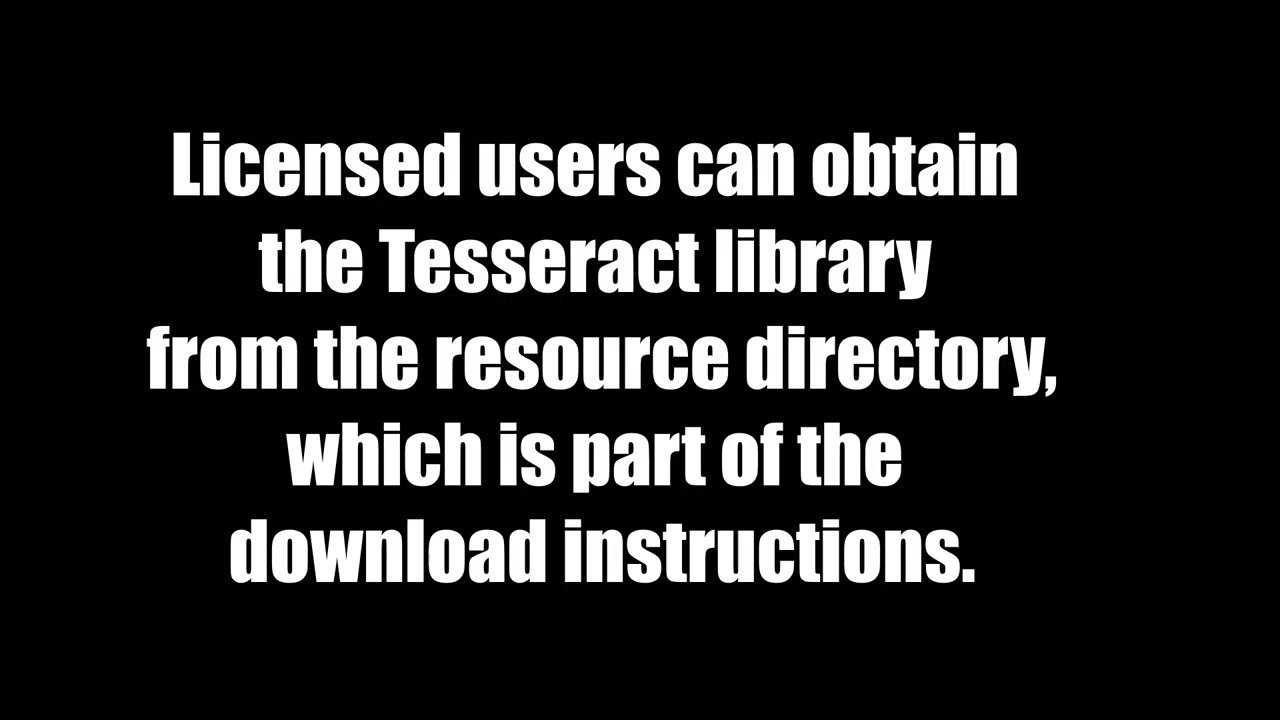 Licensed users can obtain
the Tesseract library
from the resource directory,
which is part of the
download instructions.